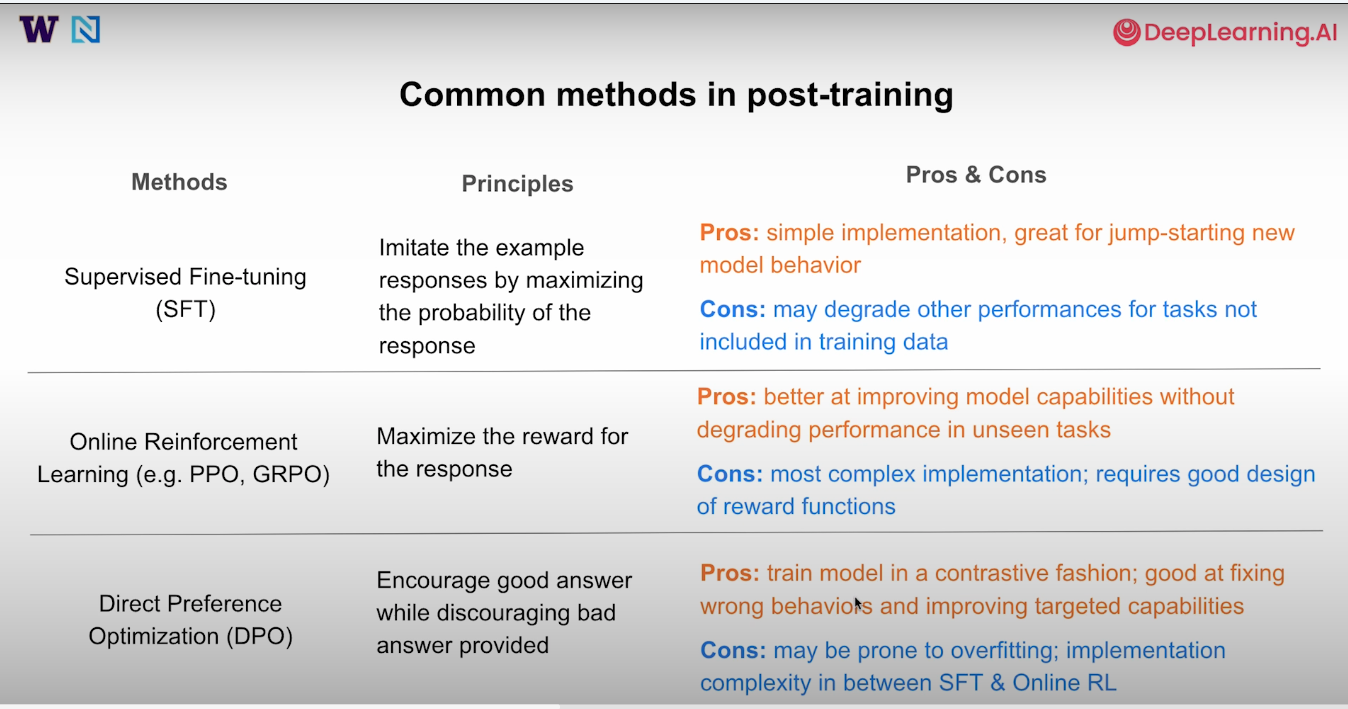 W N
DeepLearning.AI
Common methods in post-training
Methods
Principles
Pros & Cons
Supervised Fine-tuning
(SFT)
Imitate the example
responses by maximizing
the probability of the
response
Pros: simple implementation, great for jump-starting new
model behavior
Cons: may degrade other performances for tasks not
included in training data
Online Reinforcement
Learning (e.g. PPO, GRPO)
Maximize the reward for
the response
Pros: better at improving model capabilities without
degrading performance in unseen tasks
Cons: most complex implementation; requires good design
of reward functions
Direct Preference
Optimization (DPO)
Encourage good answer
while discouraging bad
answer provided
Pros: train model in a contrastive fashion; good at fixing
wrong behaviors and improving targeted capabilities
Cons: may be prone to overfitting; implementation
complexity in between SFT & Online RL